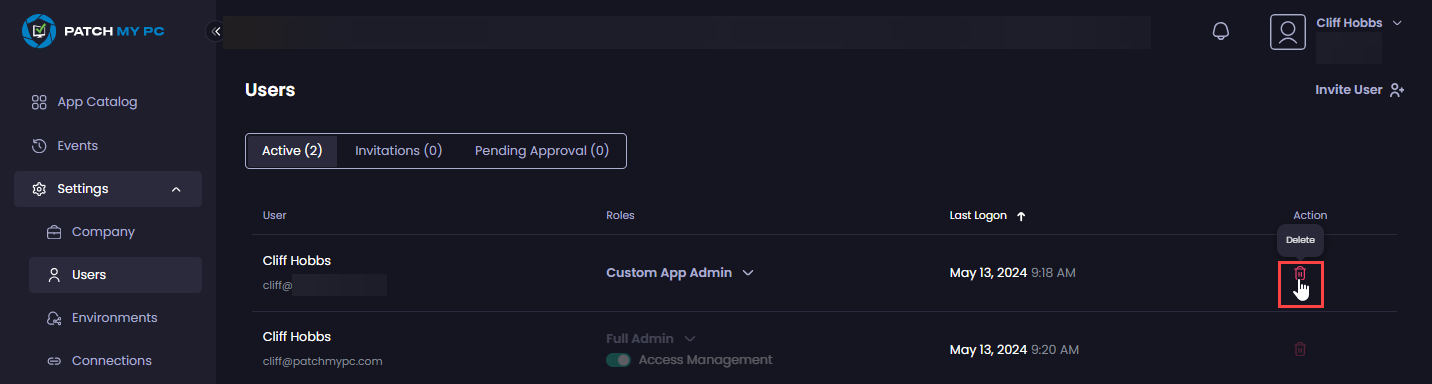 PATCH MY PC
Cliff Hobbs
App Catalog
Users
Invite User
Events
Active (2) Invitations (0) Pending Approval (0)
Settings
User Roles Last Logon Action
Company
Delete
Cliff Hobbs
Users
Custom App Admin May 13, 2024 9:18 AM
cliff@
Environments
Cliff Hobbs Full Admin
May 13, 2024 9:20 AM
Connections
cliff@patchmypc.com Access Management